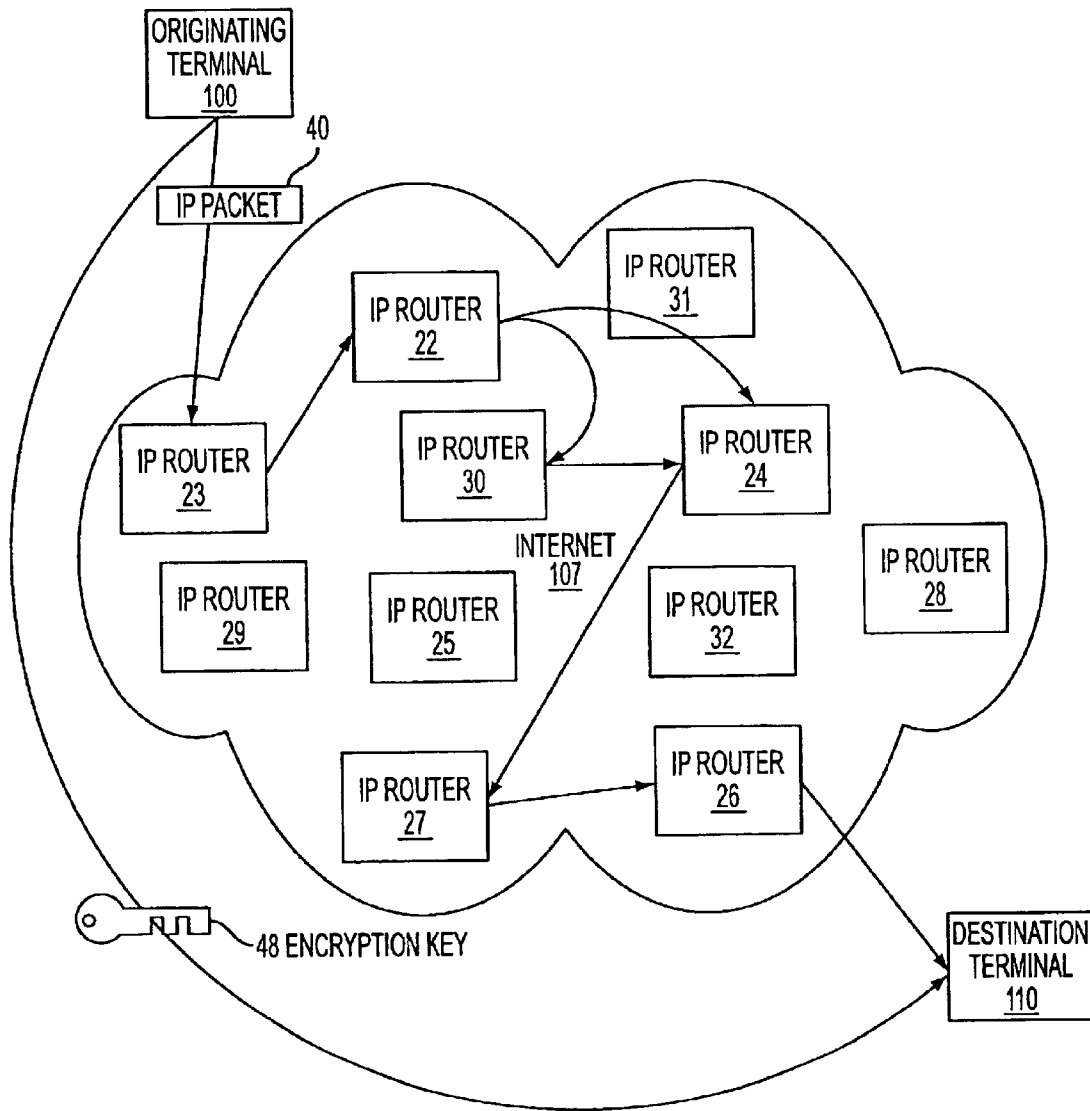 ORIGINATING
TERMINAL
100
40
IP PACKET
IP ROUTER
31
IP ROUTER
22
IP ROUTER
23
IP ROUTER
30
IP ROUTER
24
INTERNET
107
IP ROUTER
28
IP ROUTER
29
IP ROUTER
25
IP ROUTER
32
IP ROUTER
27
IP ROUTER
26
48 ENCRYPTION KEY
DESTINATION
TERMINAL
110